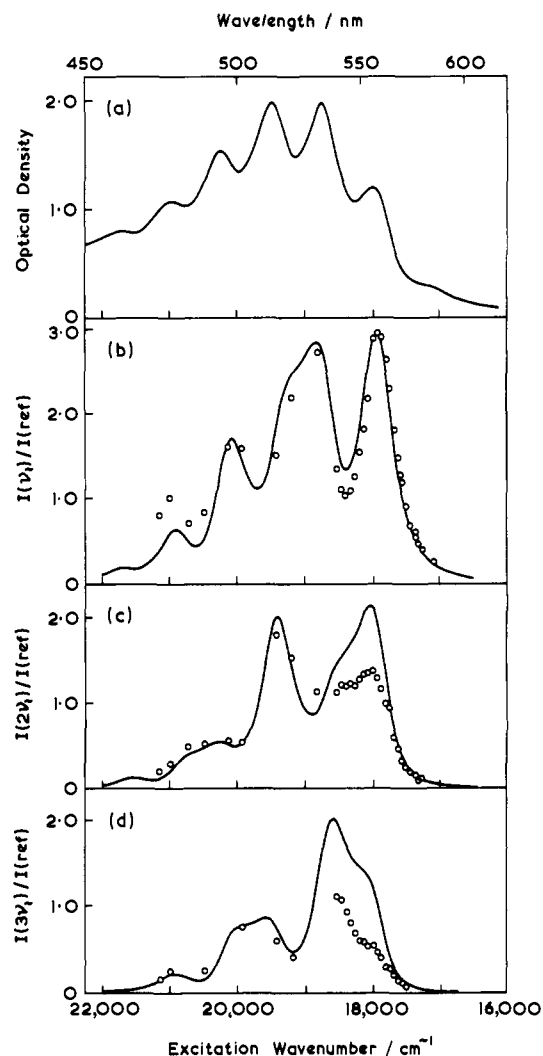 Wavelength / nm
450 500 550 600
(a)
Optical Density
2·0
1·0
0
(b)
I(ν₁)/I(ref)
3·0
2·0
1·0
0
(c)
I(2ν₁)/I(ref)
2·0
1·0
0
(d)
I(3ν₁)/I(ref)
2·0
1·0
0
22,000 20,000 18,000 16,000
Excitation Wavenumber / cm⁻¹